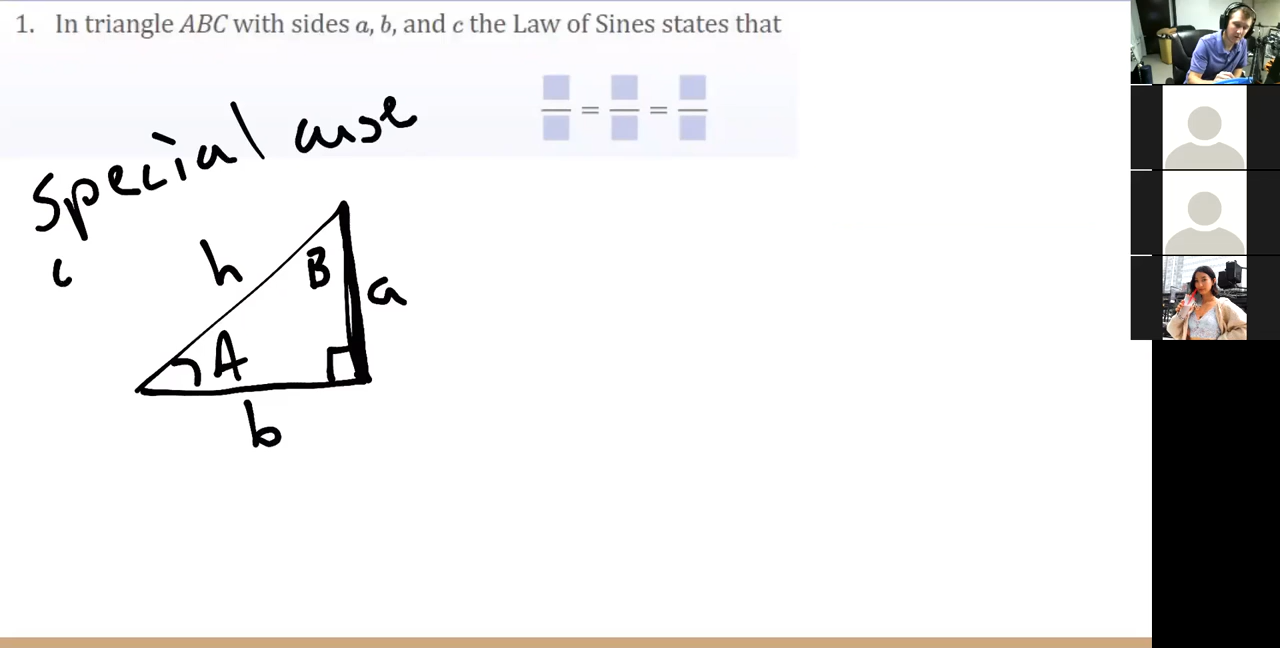 1. In triangle ABC with sides a, b, and c the Law of Sines states that
= =
Special case
c
h
B
a
A
b